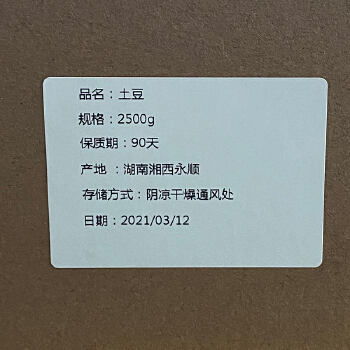 品名：土豆
规格：2500g
保质期：90天
产地 ：湖南湘西永顺
存储方式：阴凉干燥通风处
日期：2021/03/12